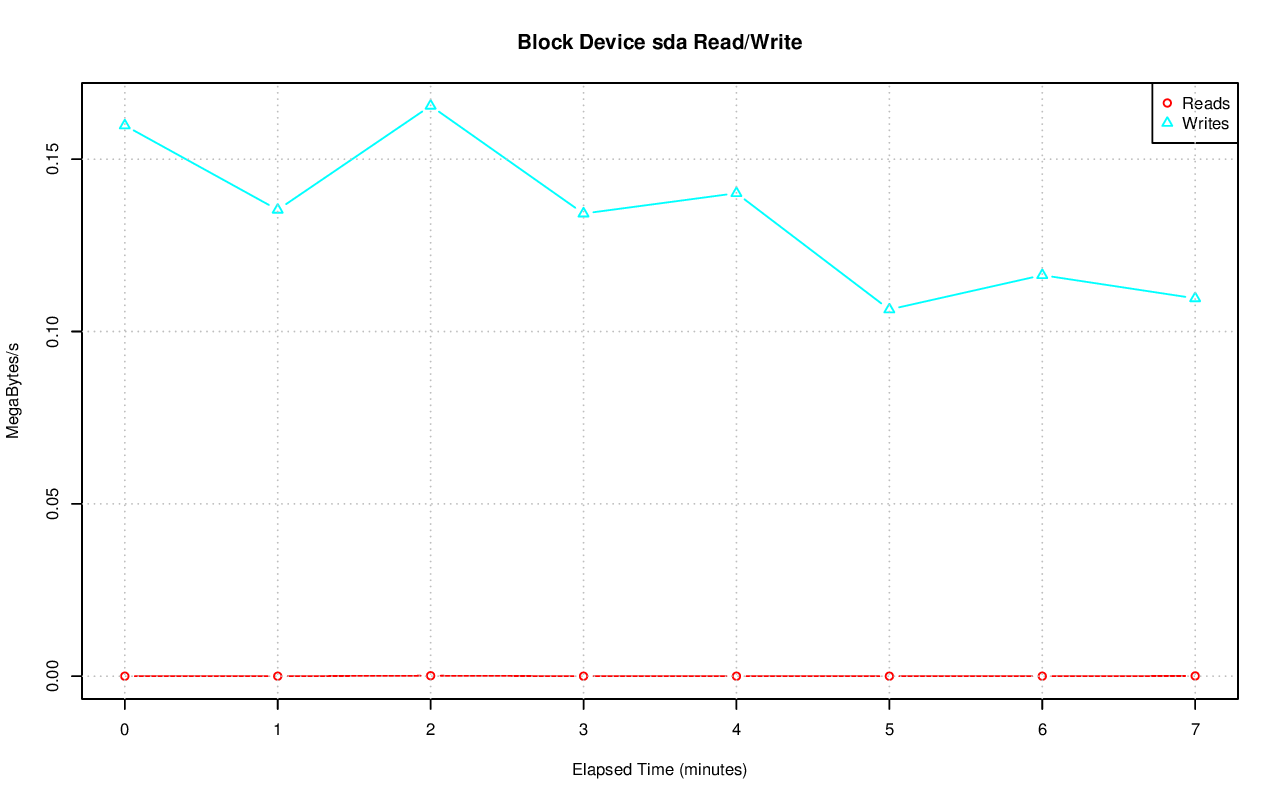 Block Device sda Read/Write
Reads
Writes
MegaBytes/s
0.15
0.10
0.05
0.00
0 1 2 3 4 5 6 7
Elapsed Time (minutes)